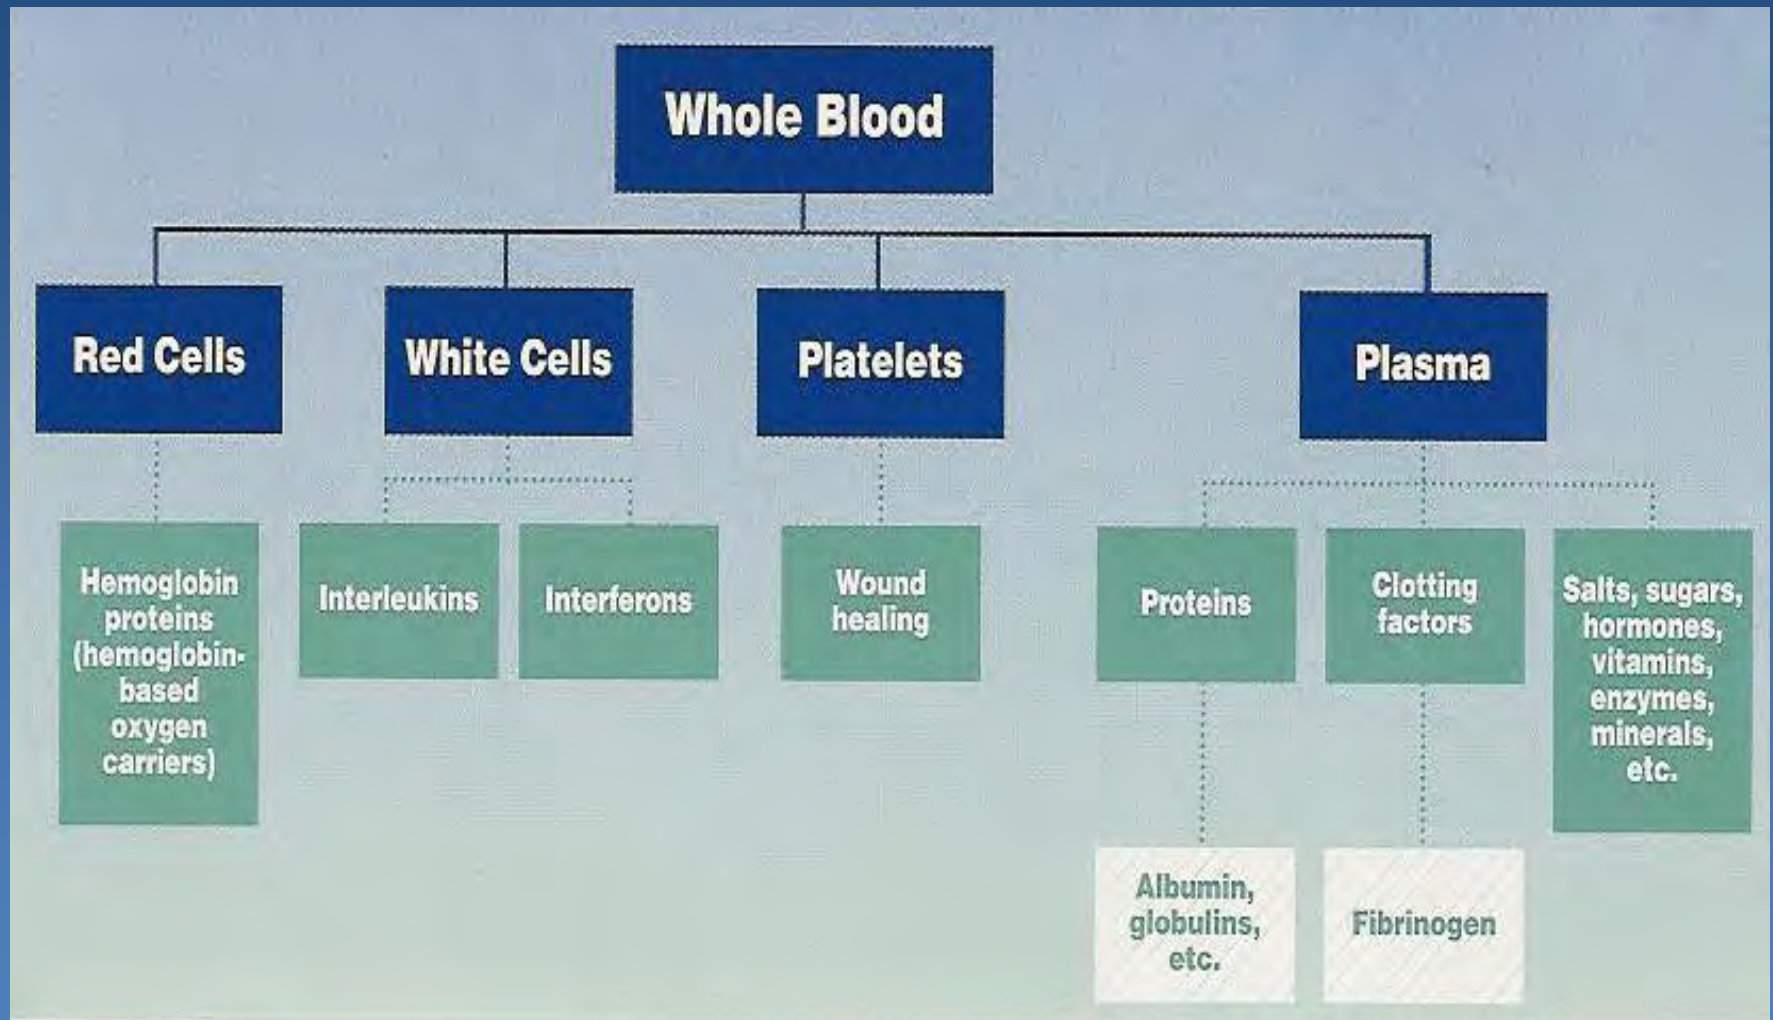 Whole Blood
Red Cells
White Cells
Platelets
Plasma
Hemoglobin
proteins
(hemoglobin-
based
oxygen
carriers)
Interleukins
Interferons
Wound
healing
Proteins
Clotting
factors
Salts, sugars,
hormones,
vitamins,
enzymes,
minerals,
etc.
Albumin,
globulins,
etc.
Fibrinogen